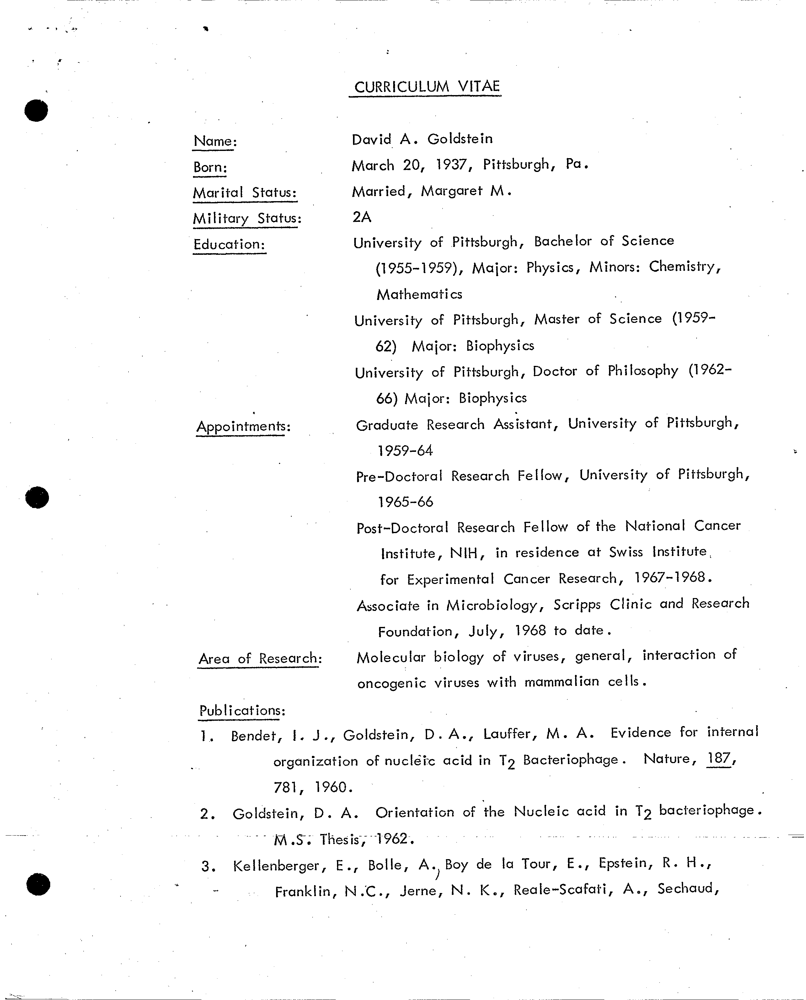 CURRICULUM VITAE
Name: David A. Goldstein
Born: March 20, 1937, Pittsburgh, Pa.
Marital Status: Married, Margaret M.
Military Status: 2A
Education: University of Pittsburgh, Bachelor of Science
(1955-1959), Major: Physics, Minors: Chemistry,
Mathematics
University of Pittsburgh, Master of Science (1959-
62) Major: Biophysics
University of Pittsburgh, Doctor of Philosophy (1962-
66) Major: Biophysics
Appointments: Graduate Research Assistant, University of Pittsburgh,
1959-64
Pre-Doctoral Research Fellow, University of Pittsburgh,
1965-66
Post-Doctoral Research Fellow of the National Cancer
Institute, NIH, in residence at Swiss Institute
for Experimental Cancer Research, 1967-1968.
Associate in Microbiology, Scripps Clinic and Research
Foundation, July, 1968 to date.
Area of Research: Molecular biology of viruses, general, interaction of
oncogenic viruses with mammalian cells.
Publications:
1. Bendet, I. J., Goldstein, D. A., Lauffer, M. A. Evidence for internal
organization of nucleic acid in T2 Bacteriophage. Nature, 187,
781, 1960.
2. Goldstein, D. A. Orientation of the Nucleic acid in T2 bacteriophage.
M.S. Thesis, 1962.
3. Kellenberger, E., Bolle, A., Boy de la Tour, E., Epstein, R. H.,
Franklin, N.C., Jerne, N. K., Reale-Scafati, A., Sechaud,